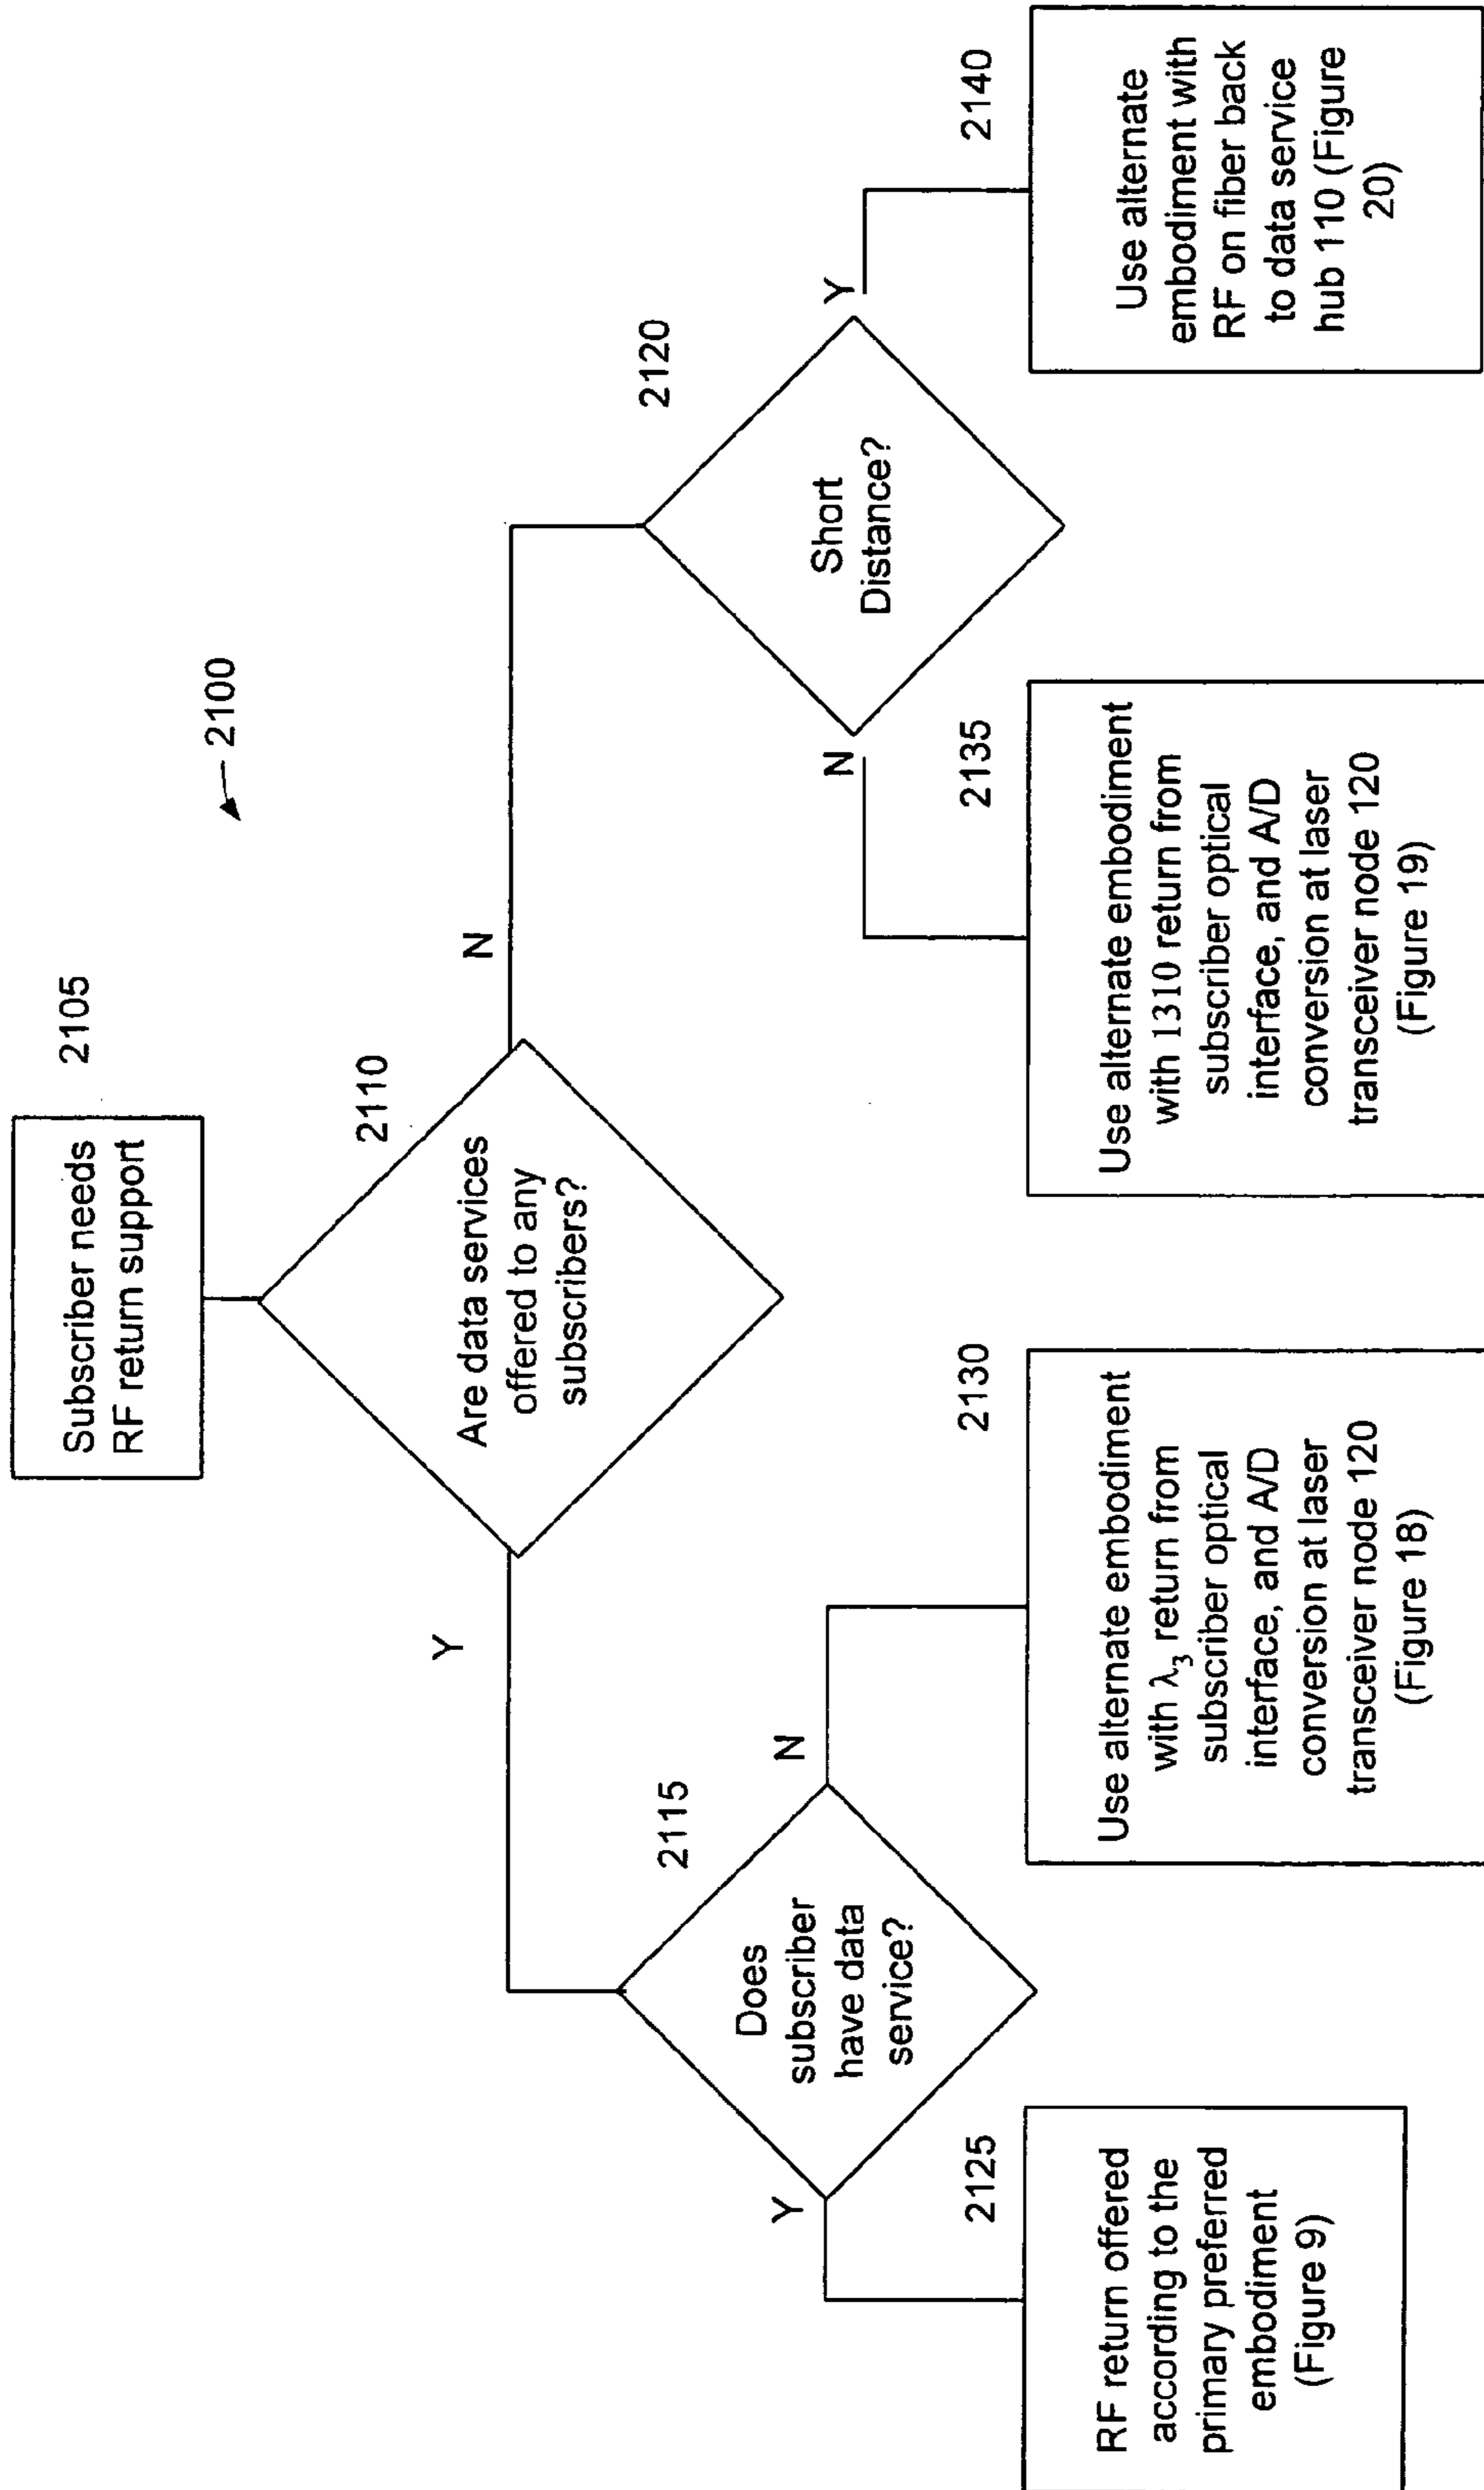 2100
Subscriber needs
RF return support
2105
2110
Are data services
offered to any
subscribers?
Y
N
2115
Does
subscriber
have data
service?
2120
Short
Distance?
Y
N
N
Y
2125
RF return offered
according to the
primary preferred
embodiment
(Figure 9)
2130
Use alternate embodiment
with λ₃ return from
subscriber optical
interface, and A/D
conversion at laser
transceiver node 120
(Figure 18)
2135
Use alternate embodiment
with 1310 return from
subscriber optical
interface, and A/D
conversion at laser
transceiver node 120
(Figure 19)
2140
Use alternate
embodiment with
RF on fiber back
to data service
hub 110 (Figure
20)